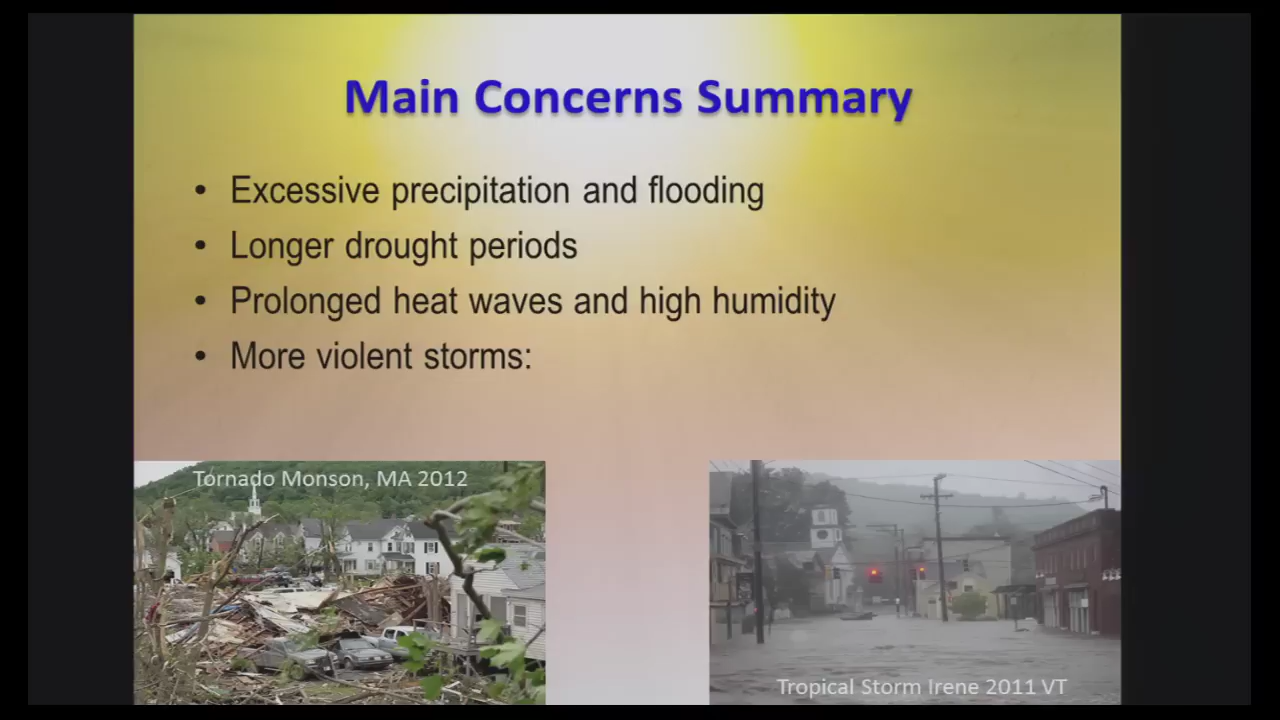 Main Concerns Summary
• Excessive precipitation and flooding
• Longer drought periods
• Prolonged heat waves and high humidity
• More violent storms:
Tornado Monson, MA 2012
Tropical Storm Irene 2011 VT